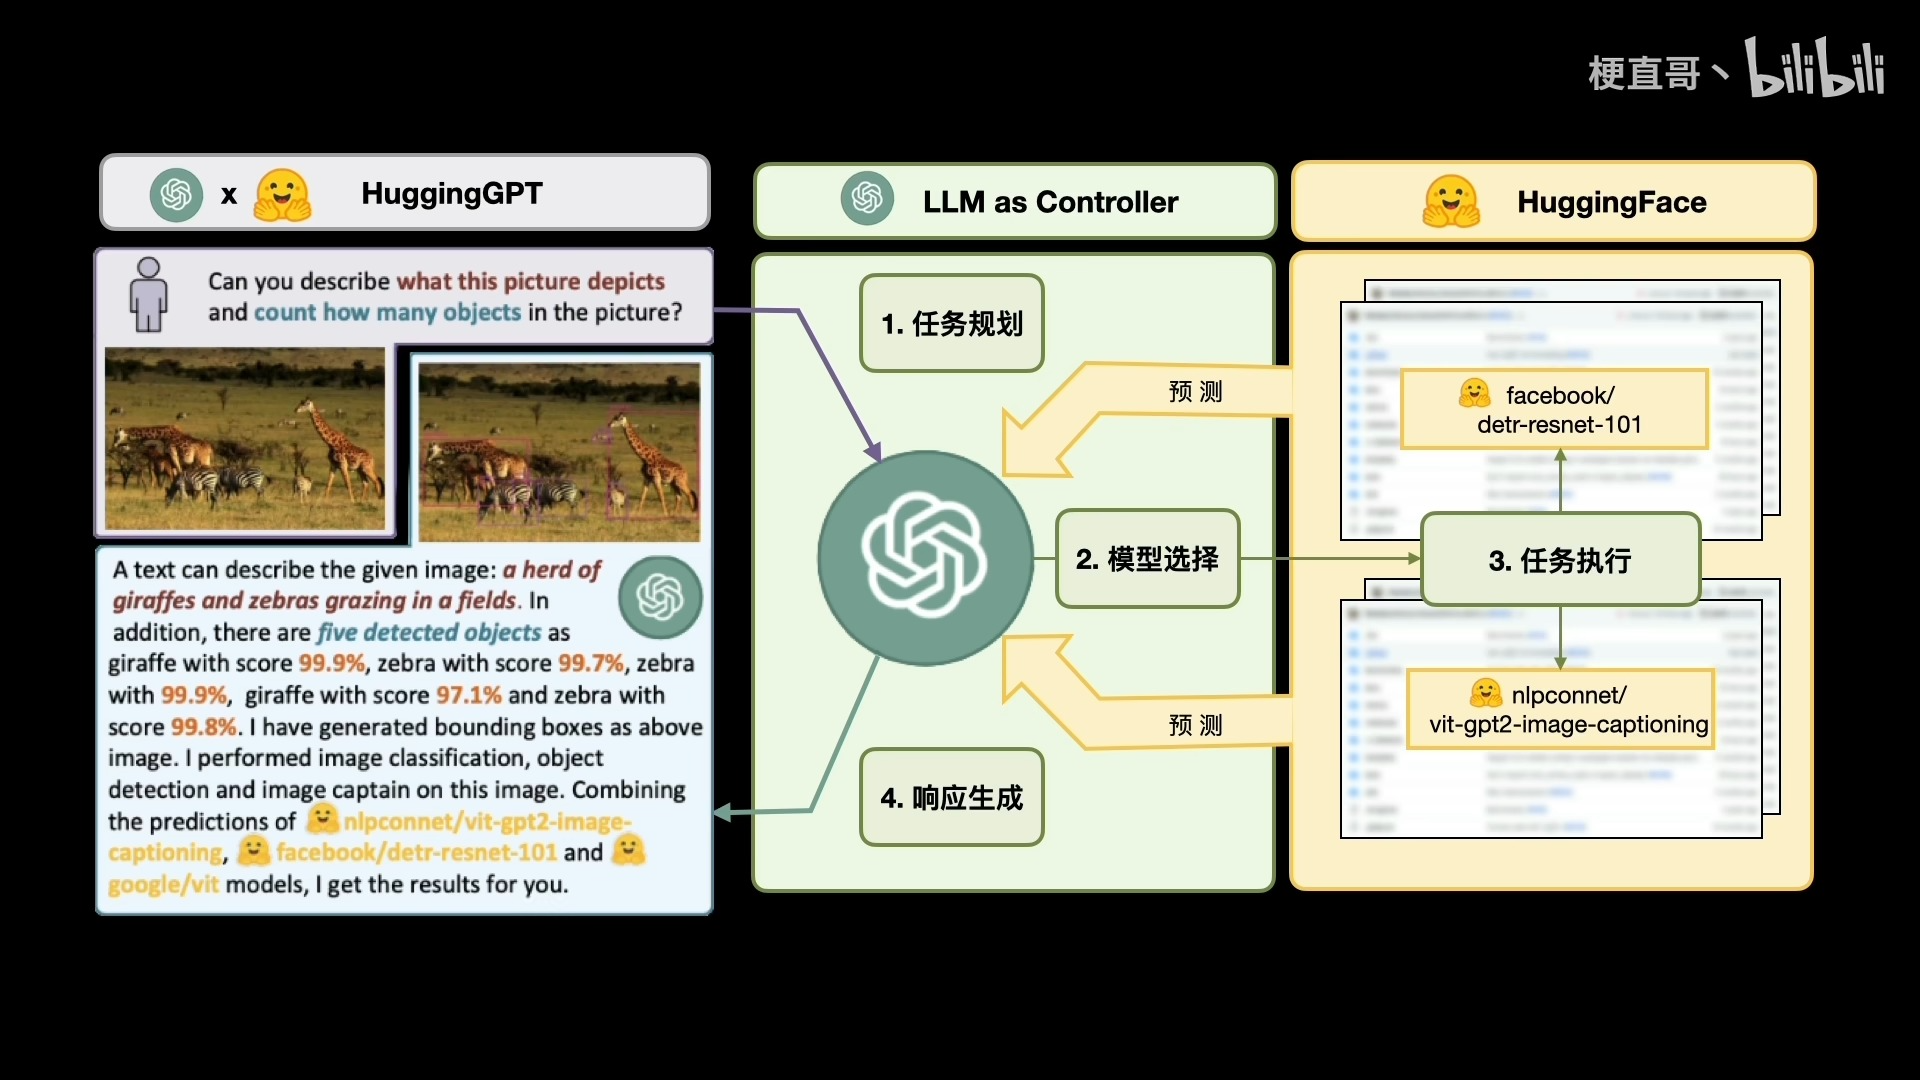 梗直哥丶 bilibili
x HuggingGPT
LLM as Controller
HuggingFace
Can you describe what this picture depicts
and count how many objects in the picture?
A text can describe the given image: a herd of
giraffes and zebras grazing in a fields. In
addition, there are five detected objects as
giraffe with score 99.9%, zebra with score 99.7%, zebra
with 99.9%, giraffe with score 97.1% and zebra with
score 99.8%. I have generated bounding boxes as above
image. I performed image classification, object
detection and image captain on this image. Combining
the predictions of nlpconnet/vit-gpt2-image-
captioning, facebook/detr-resnet-101 and
google/vit models, I get the results for you.
1. 任务规划
预 测
2. 模型选择
预 测
4. 响应生成
facebook/
detr-resnet-101
3. 任务执行
nlpconnet/
vit-gpt2-image-captioning